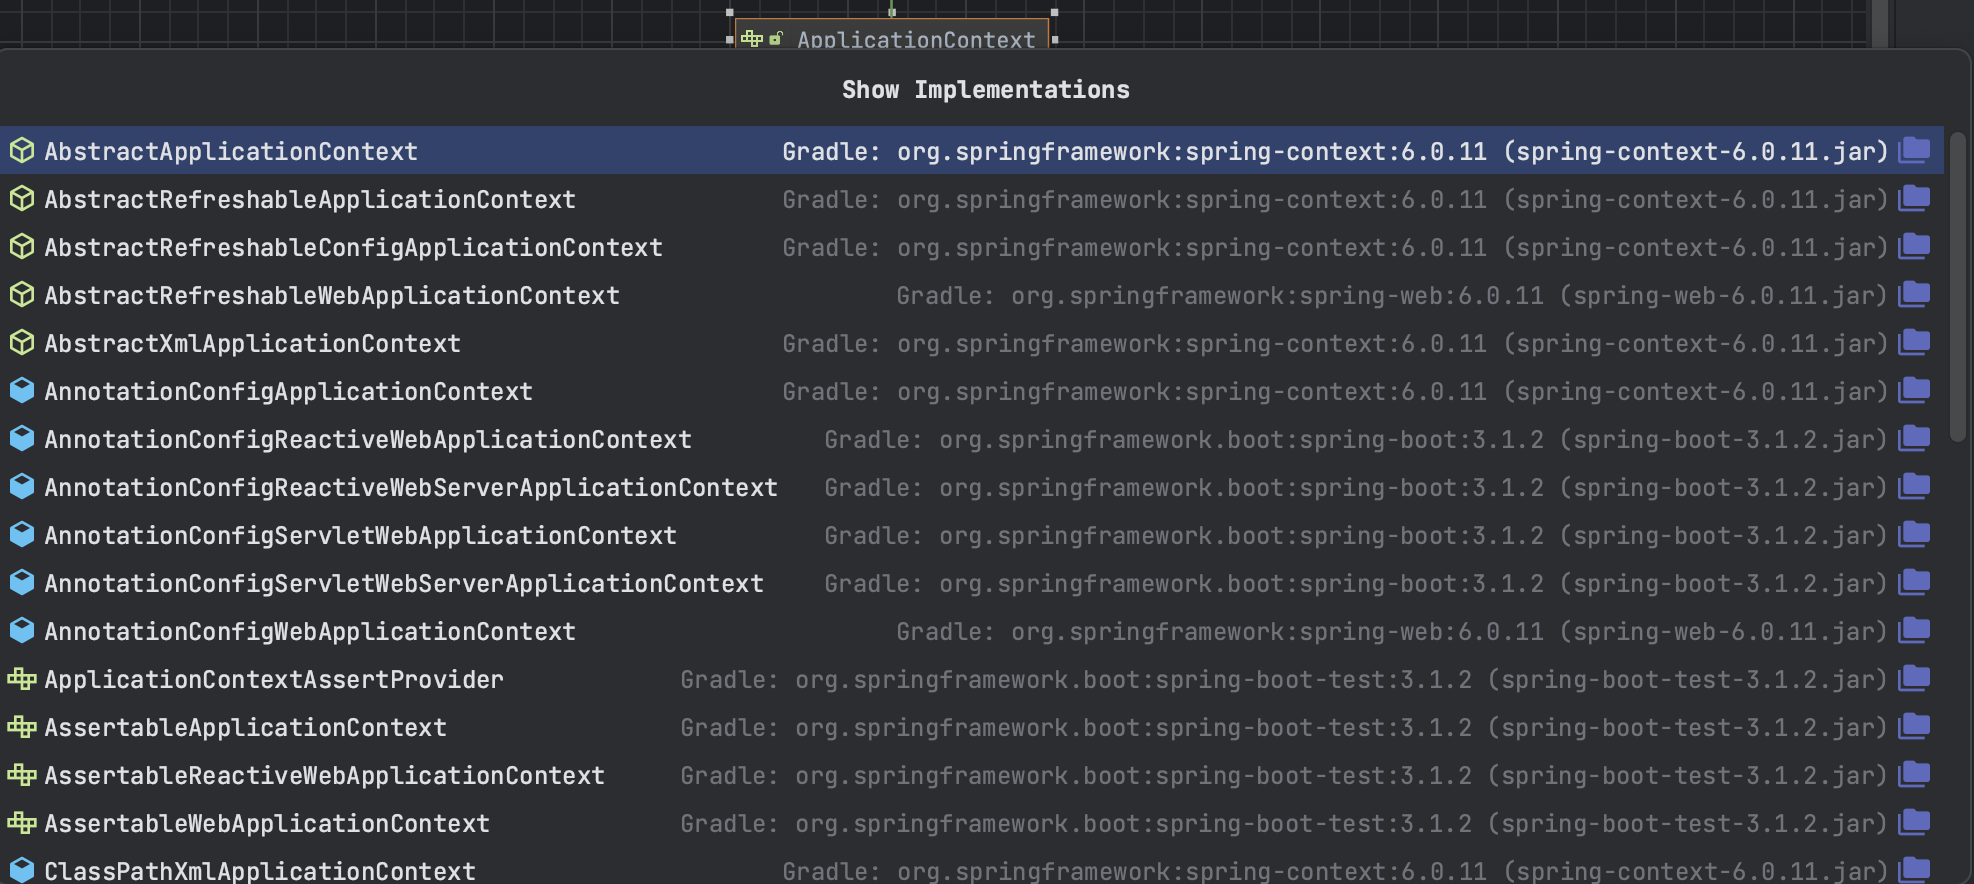 ApplicationContext
Show Implementations
AbstractApplicationContext Gradle: org.springframework:spring-context:6.0.11 (spring-context-6.0.11.jar)
AbstractRefreshableApplicationContext Gradle: org.springframework:spring-context:6.0.11 (spring-context-6.0.11.jar)
AbstractRefreshableConfigApplicationContext Gradle: org.springframework:spring-context:6.0.11 (spring-context-6.0.11.jar)
AbstractRefreshableWebApplicationContext Gradle: org.springframework:spring-web:6.0.11 (spring-web-6.0.11.jar)
AbstractXmlApplicationContext Gradle: org.springframework:spring-context:6.0.11 (spring-context-6.0.11.jar)
AnnotationConfigApplicationContext Gradle: org.springframework:spring-context:6.0.11 (spring-context-6.0.11.jar)
AnnotationConfigReactiveWebApplicationContext Gradle: org.springframework.boot:spring-boot:3.1.2 (spring-boot-3.1.2.jar)
AnnotationConfigReactiveWebServerApplicationContext Gradle: org.springframework.boot:spring-boot:3.1.2 (spring-boot-3.1.2.jar)
AnnotationConfigServletWebApplicationContext Gradle: org.springframework.boot:spring-boot:3.1.2 (spring-boot-3.1.2.jar)
AnnotationConfigServletWebServerApplicationContext Gradle: org.springframework.boot:spring-boot:3.1.2 (spring-boot-3.1.2.jar)
AnnotationConfigWebApplicationContext Gradle: org.springframework:spring-web:6.0.11 (spring-web-6.0.11.jar)
ApplicationContextAssertProvider Gradle: org.springframework.boot:spring-boot-test:3.1.2 (spring-boot-test-3.1.2.jar)
AssertableApplicationContext Gradle: org.springframework.boot:spring-boot-test:3.1.2 (spring-boot-test-3.1.2.jar)
AssertableReactiveWebApplicationContext Gradle: org.springframework.boot:spring-boot-test:3.1.2 (spring-boot-test-3.1.2.jar)
AssertableWebApplicationContext Gradle: org.springframework.boot:spring-boot-test:3.1.2 (spring-boot-test-3.1.2.jar)
ClassPathXmlApplicationContext Gradle: org.springframework:spring-context:6.0.11 (spring-context-6.0.11.jar)